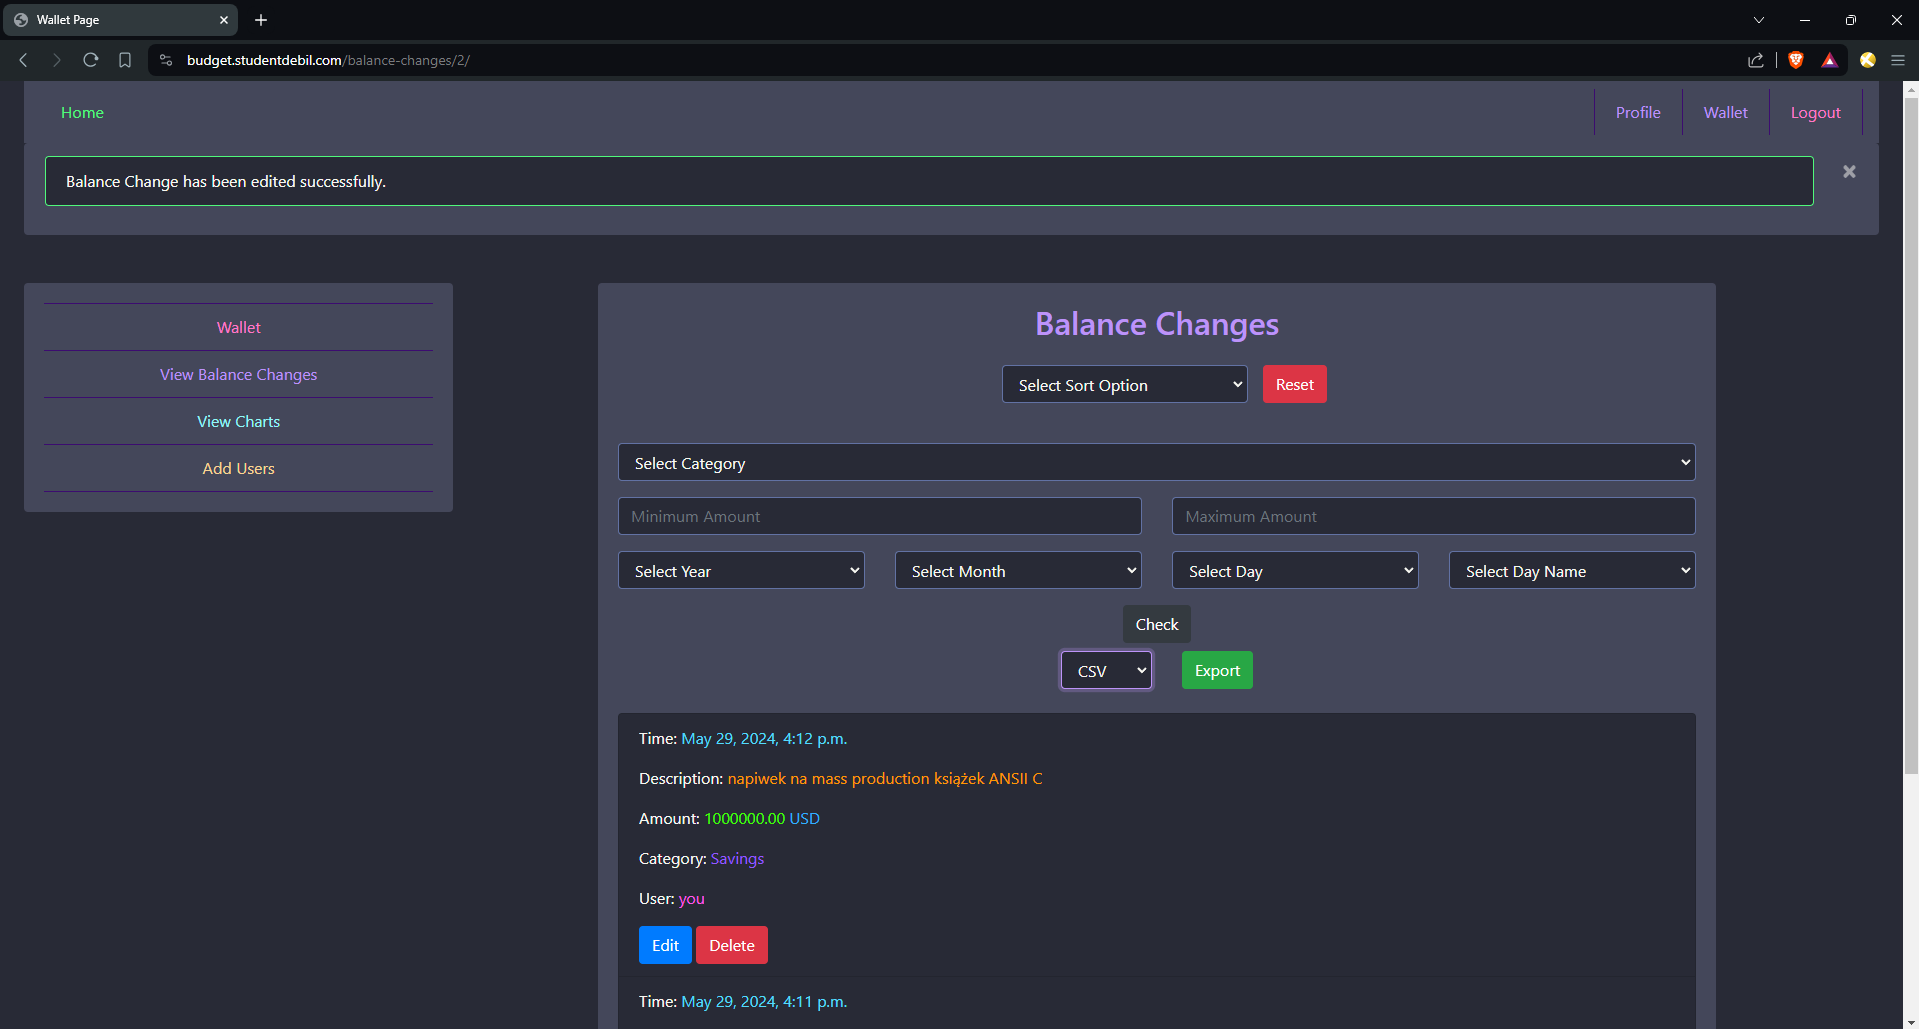 Wallet Page
budget.studentdebil.com/balance-changes/2/
Home
Profile
Wallet
Logout
Balance Change has been edited successfully.
Wallet
View Balance Changes
View Charts
Add Users
Balance Changes
Select Sort Option
Reset
Select Category
Minimum Amount
Maximum Amount
Select Year
Select Month
Select Day
Select Day Name
Check
CSV
Export
Time: May 29, 2024, 4:12 p.m.
Description: napiwek na mass production książek ANSII C
Amount: 1000000.00 USD
Category: Savings
User: you
Edit
Delete
Time: May 29, 2024, 4:11 p.m.